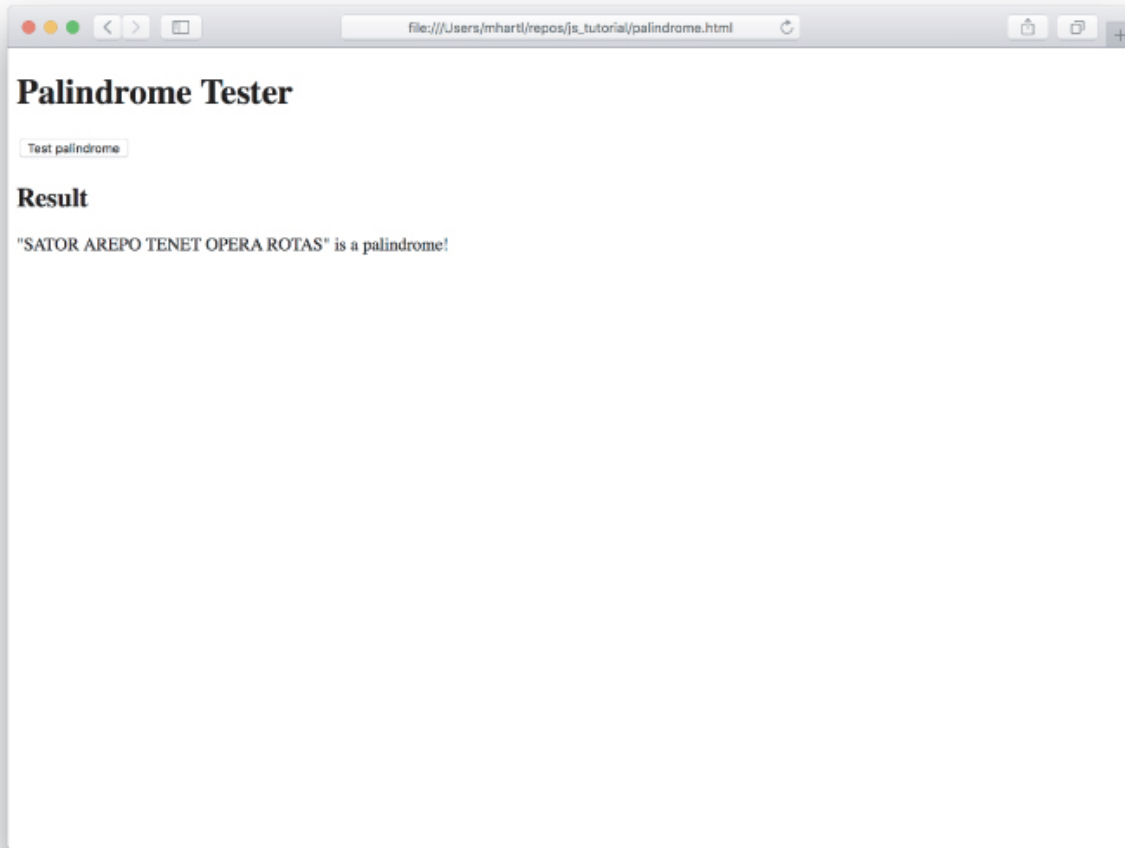 file:///Users/mhartl/repos/js_tutorial/palindrome.html
Palindrome Tester
Test palindrome
Result
"SATOR AREPO TENET OPERA ROTAS" is a palindrome!